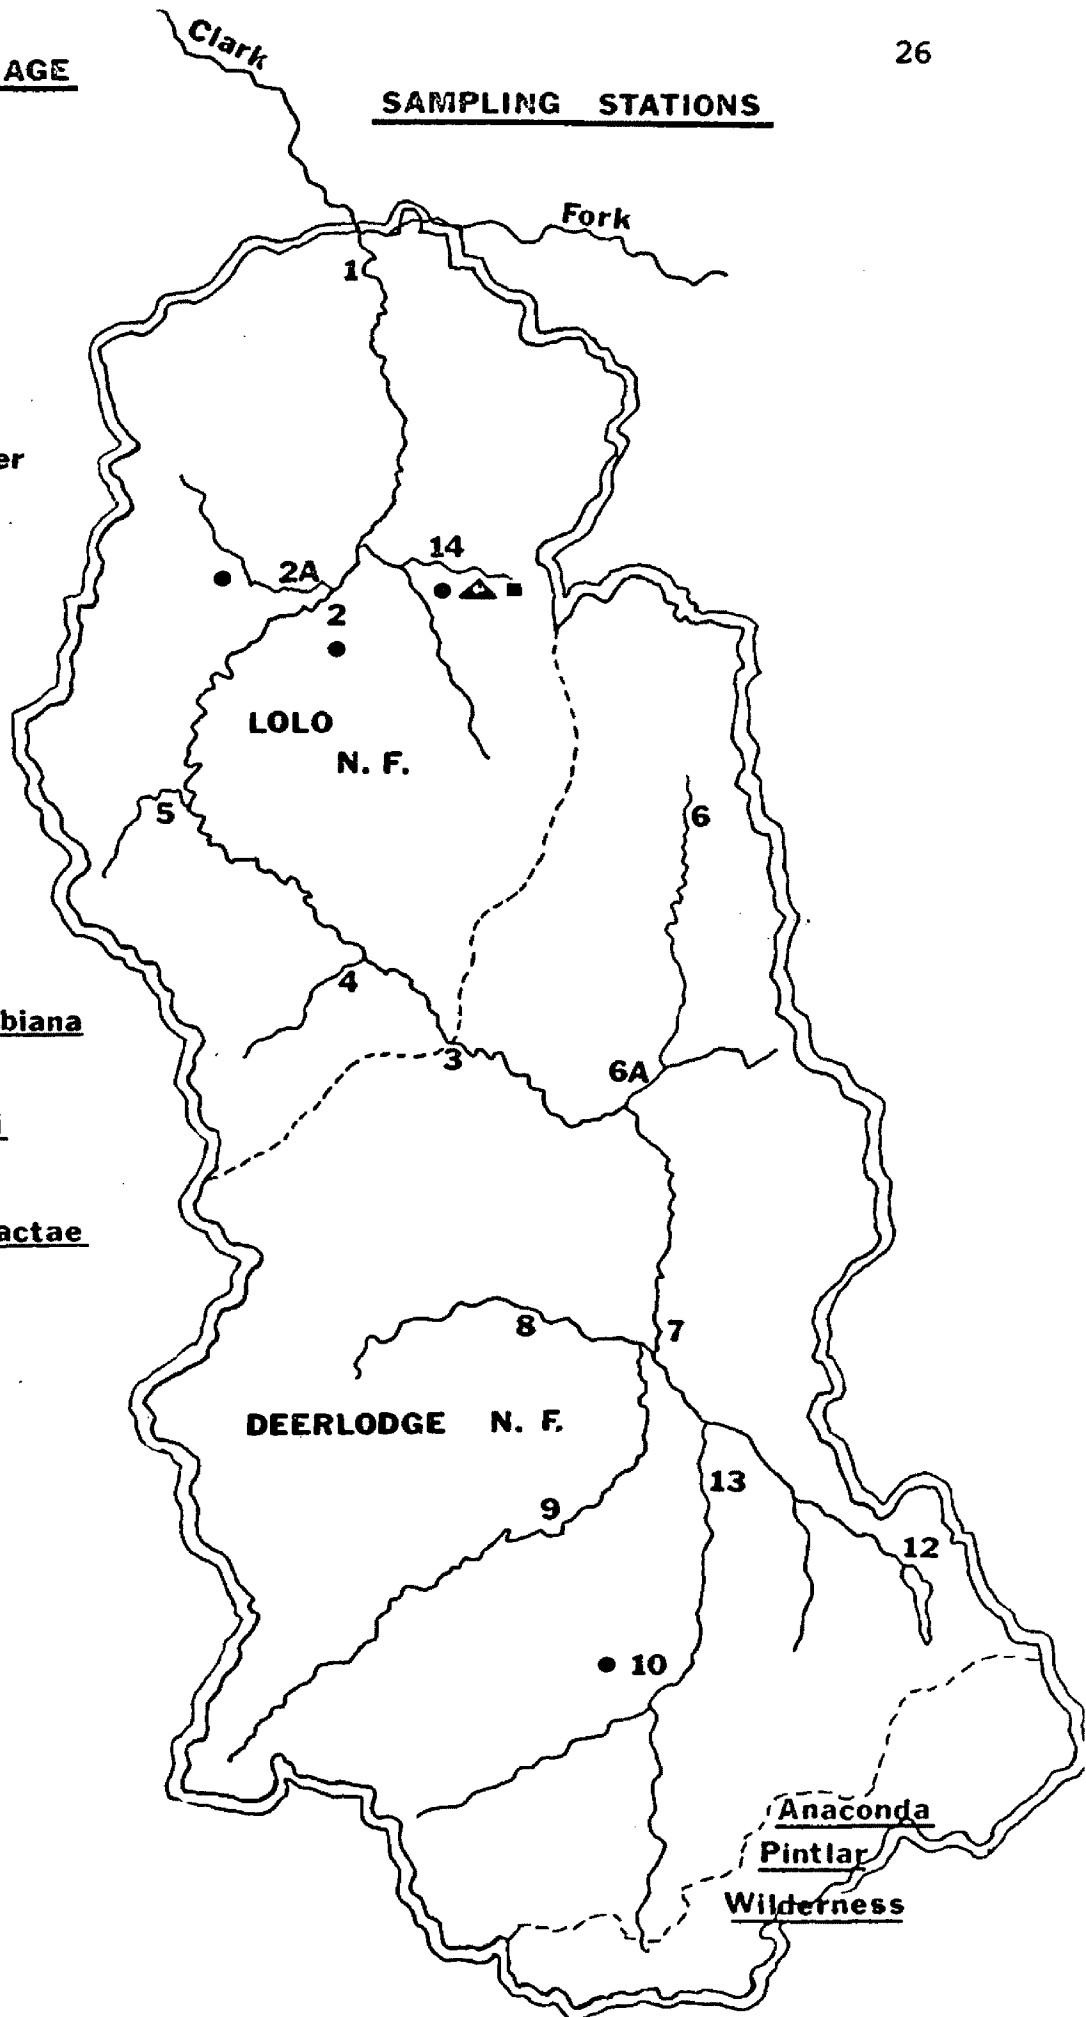 26
AGE
SAMPLING STATIONS
Clark
Fork
1
er
14
2A
2
LOLO
N. F.
5
6
4
3
6A
biana
i
actae
8
7
DEERLODGE N. F.
13
9
12
10
Anaconda
Pintlar
Wilderness